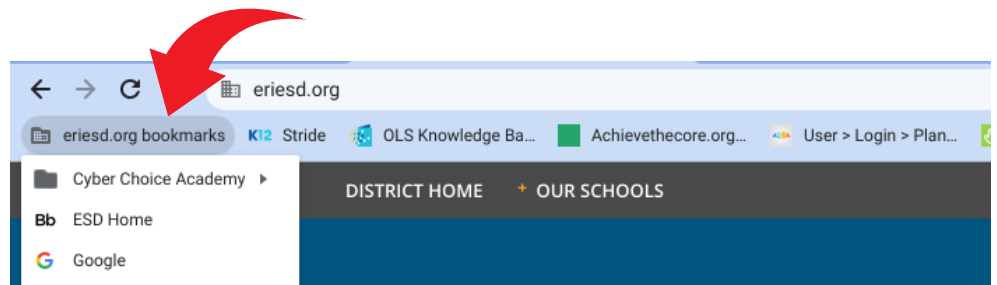 eriesd.org
eriesd.org bookmarks K12 Stride OLS Knowledge Ba... Achievethecore.org... User > Login > Plan...
Cyber Choice Academy
DISTRICT HOME + OUR SCHOOLS
Bb ESD Home
G Google